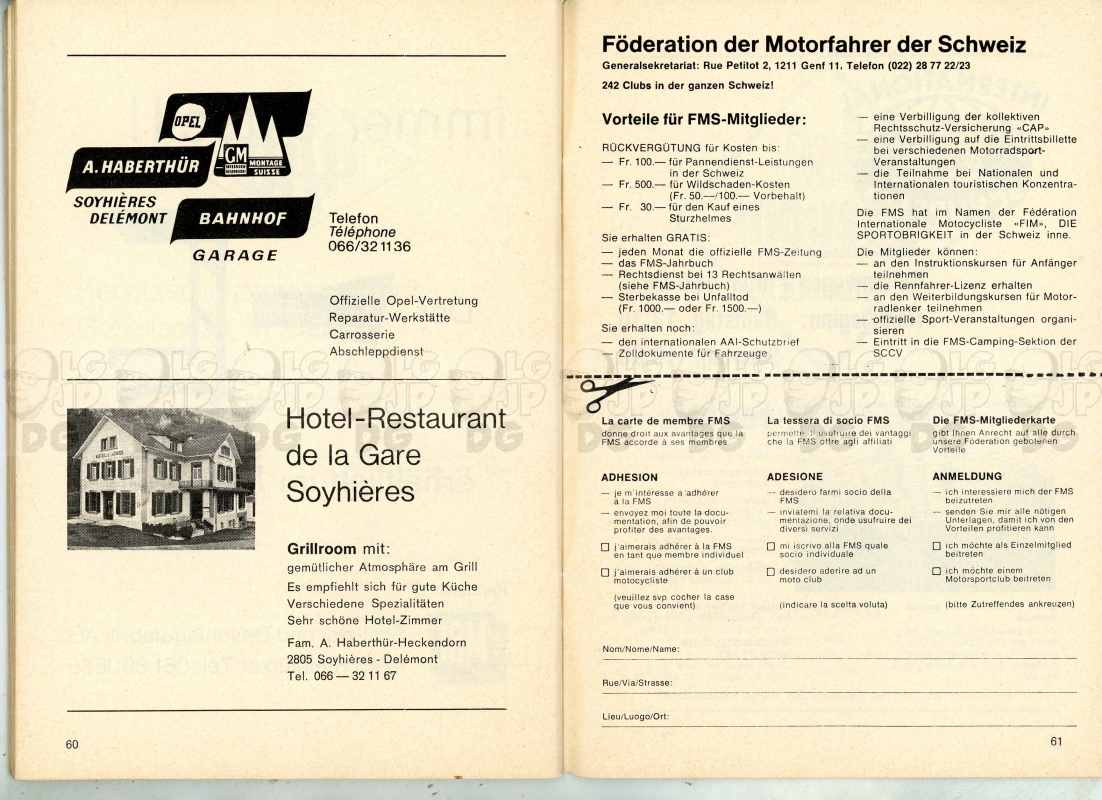 OPEL
A. HABERTHÜR
GM
MONTAGE
SUISSE
SOYHIÈRES
DELÉMONT
BAHNHOF
GARAGE
Telefon
Téléphone
066/32 11 36
Offizielle Opel-Vertretung
Reparatur-Werkstätte
Carrosserie
Abschleppdienst
Hotel-Restaurant
de la Gare
Soyhières
Grillroom mit:
gemütlicher Atmosphäre am Grill
Es empfiehlt sich für gute Küche
Verschiedene Spezialitäten
Sehr schöne Hotel-Zimmer
Fam. A. Haberthür-Heckendorn
2805 Soyhières - Delémont
Tel. 066 — 32 11 67
60
Föderation der Motorfahrer der Schweiz
Generalsekretariat: Rue Petitot 2, 1211 Genf 11, Telefon (022) 28 77 22/23
242 Clubs in der ganzen Schweiz!
Vorteile für FMS-Mitglieder:
RÜCKVERGÜTUNG für Kosten bis:
— Fr. 100.— für Pannendienst-Leistungen
in der Schweiz
— Fr. 500.— für Wildschaden-Kosten
(Fr. 50.—/100.— Vorbehalt)
— Fr. 30.— für den Kauf eines
Sturzhelmes
Sie erhalten GRATIS:
— jeden Monat die offizielle FMS-Zeitung
— das FMS-Jahrbuch
— Rechtsdienst bei 13 Rechtsanwälten
(siehe FMS-Jahrbuch)
— Sterbekasse bei Unfalltod
(Fr. 1000.— oder Fr. 1500.—)
Sie erhalten noch:
— den internationalen AAI-Schutzbrief
— Zolldokumente für Fahrzeuge
— eine Verbilligung der kollektiven
Rechtsschutz-Versicherung «CAP»
— eine Verbilligung auf die Eintrittsbillette
bei verschiedenen Motorradsport-
Veranstaltungen
— die Teilnahme bei Nationalen und
Internationalen touristischen Konzentra-
tionen
Die FMS hat im Namen der Fédération
Internationale Motocycliste «FIM», DIE
SPORTOBRIGKEIT in der Schweiz inne.
Die Mitglieder können:
— an den Instruktionskursen für Anfänger
teilnehmen
— die Rennfahrer-Lizenz erhalten
— an den Weiterbildungskursen für Motor-
radlenker teilnehmen
— offizielle Sport-Veranstaltungen organi-
sieren
— Eintritt in die FMS-Camping-Sektion der
SCCV
La carte de membre FMS
donne droit aux avantages que la
FMS accorde à ses membres
ADHESION
— je m'intéresse à adhérer
à la FMS
— envoyez moi toute la docu-
mentation, afin de pouvoir
profiter des avantages.
☐ j'aimerais adhérer à la FMS
en tant que membre individuel
☐ j'aimerais adhérer à un club
motocycliste
(veuillez svp cocher la case
que vous convient)
La tessera di socio FMS
permette li usufruire dei vantaggi
che la FMS offre agli affiliati
ADESIONE
— desidero farmi socio della
FMS
— inviatemi la relativa docu-
mentazione, onde usufruire dei
diversi servizi
☐ mi iscrivo alla FMS quale
socio individuale
☐ desidero aderire ad un
moto club
(indicare la scelta voluta)
Die FMS-Mitgliederkarte
gibt Ihnen Anrecht auf alle durch
unsere Föderation gebotenen
Vorteile
ANMELDUNG
— ich interessiere mich der FMS
beizutreten
— senden Sie mir alle nötigen
Unterlagen, damit ich von den
Vorteilen profitieren kann
☐ ich möchte als Einzelmitglied
beitreten
☐ ich möchte einem
Motorsportclub beitreten
(bitte Zutreffendes ankreuzen)
Nom/Nome/Name:
Rue/Via/Strasse:
Lieu/Luogo/Ort:
61